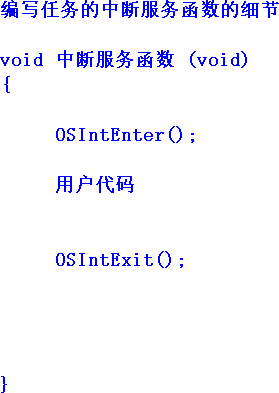 编写任务的中断服务函数的细节
void 中断服务函数 (void)
{
OSIntEnter();
用户代码
OSIntExit();
}